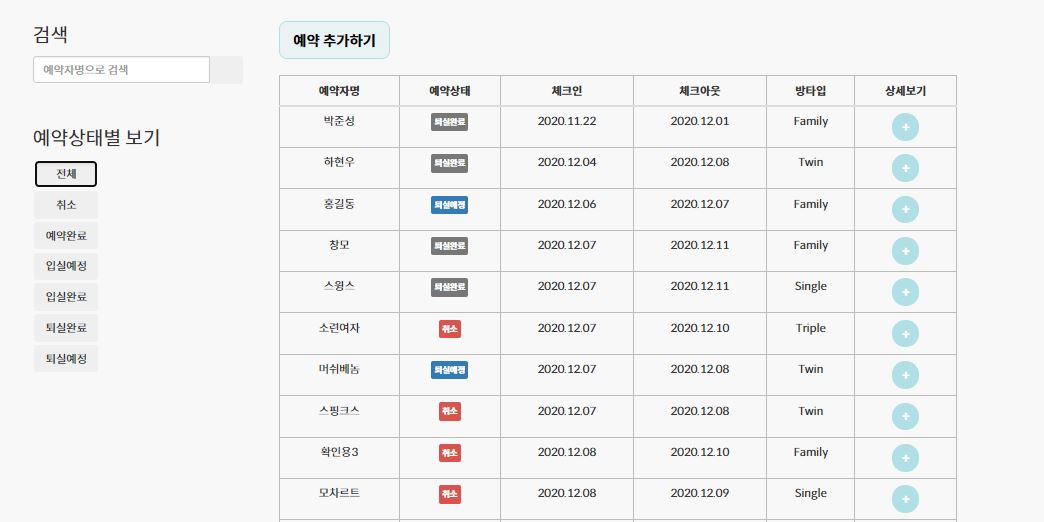 검색
예약자명으로 검색
예약상태별 보기
전체
취소
예약완료
입실예정
입실완료
퇴실완료
퇴실예정
예약 추가하기
예약자명 예약상태 체크인 체크아웃 방타입 상세보기
박준성 퇴실완료 2020.11.22 2020.12.01 Family +
하현우 퇴실완료 2020.12.04 2020.12.08 Twin +
홍길동 퇴실예정 2020.12.06 2020.12.07 Family +
창모 퇴실완료 2020.12.07 2020.12.11 Family +
스윙스 퇴실완료 2020.12.07 2020.12.11 Single +
소련여자 취소 2020.12.07 2020.12.10 Triple +
머쉬베놈 퇴실예정 2020.12.07 2020.12.08 Twin +
스핑크스 취소 2020.12.07 2020.12.08 Twin +
확인용3 취소 2020.12.08 2020.12.10 Family +
모차르트 취소 2020.12.08 2020.12.09 Single +